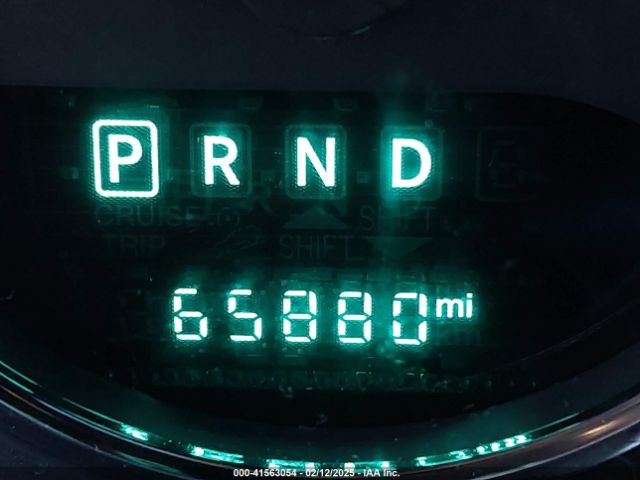 P R N D
CRUISE SHIFT
TRIP SHIFT
65880 mi
000-41563054 - 02/12/2025 - IAA Inc.